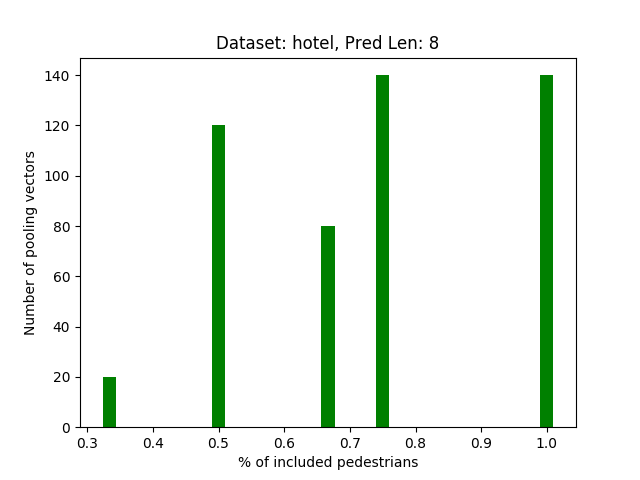 Dataset: hotel, Pred Len: 8
Number of pooling vectors
140
120
100
80
60
40
20
0
0.3 0.4 0.5 0.6 0.7 0.8 0.9 1.0
% of included pedestrians